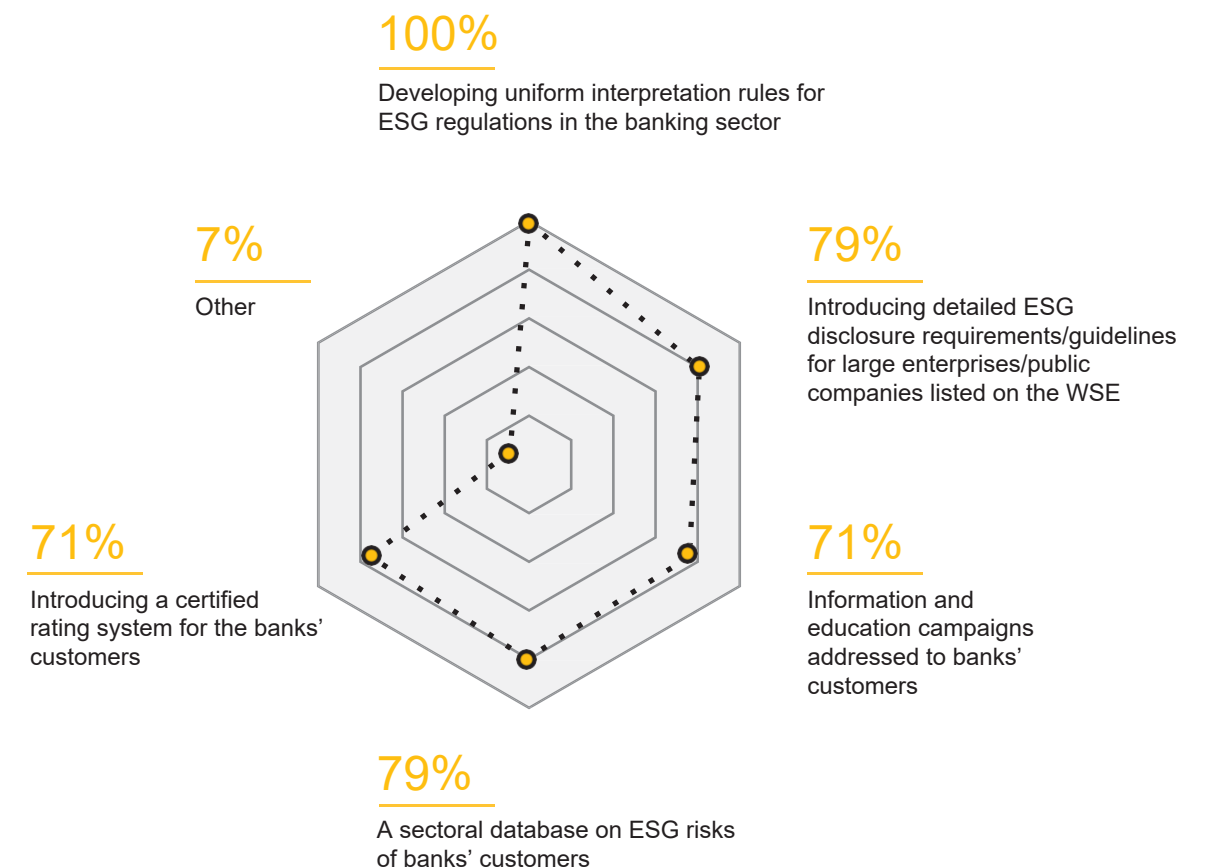 100%
Developing uniform interpretation rules for
ESG regulations in the banking sector
7%
Other
79%
Introducing detailed ESG
disclosure requirements/guidelines
for large enterprises/public
companies listed on the WSE
71%
Introducing a certified
rating system for the banks’
customers
71%
Information and
education campaigns
addressed to banks’
customers
79%
A sectoral database on ESG risks
of banks’ customers